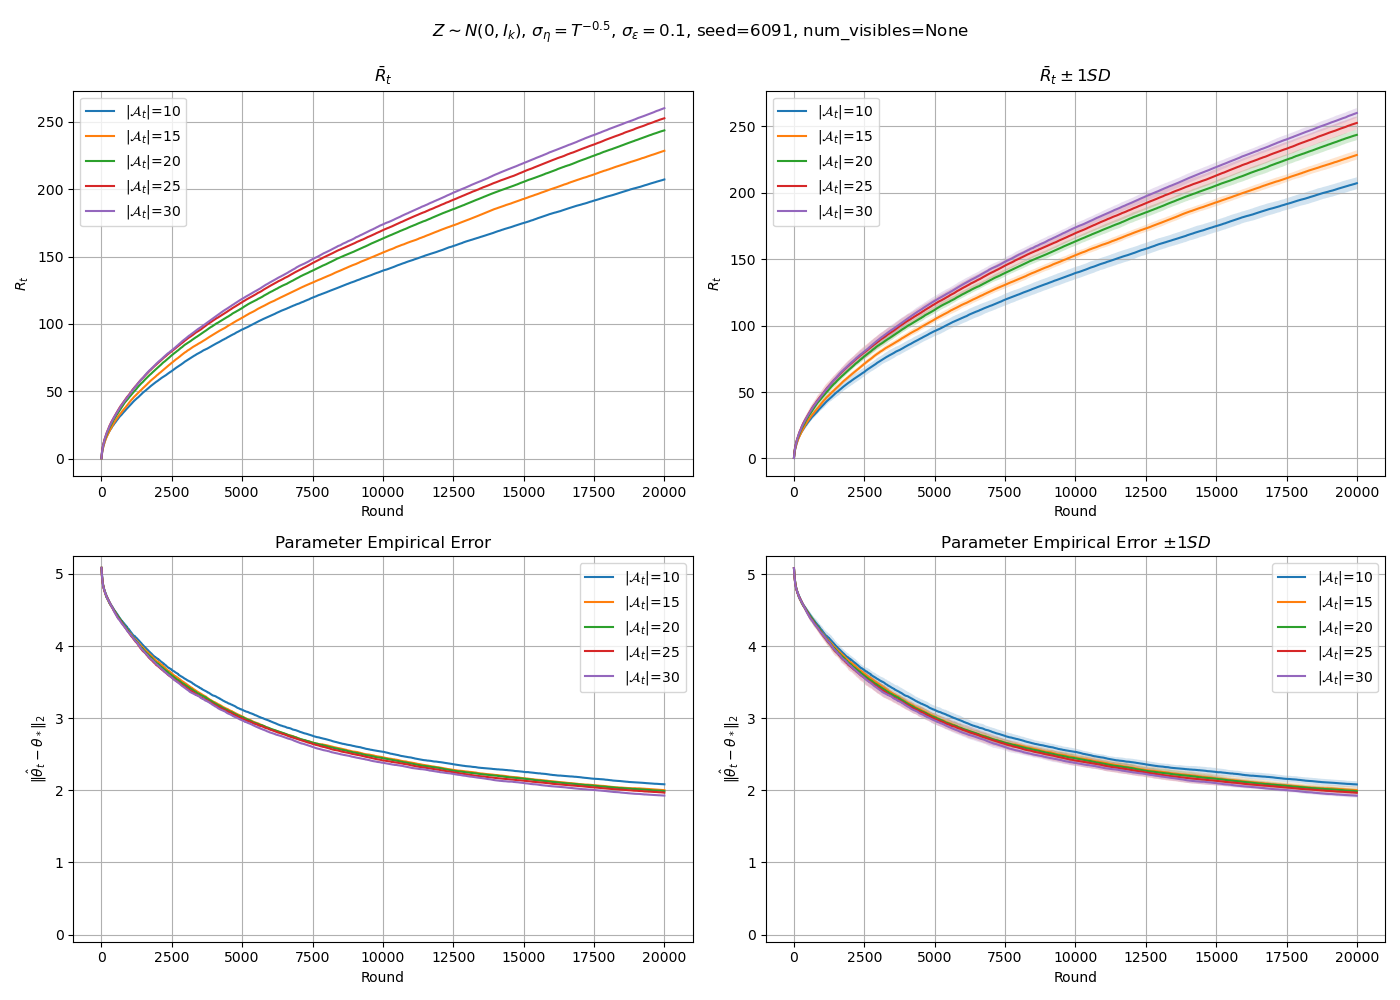 Z ∼ N(0, I_k), σ_η = T^{−0.5}, σ_ε = 0.1, seed=6091, num_visibles=None
R̄_t
R_t
250
200
150
100
50
0
|𝒜_t|=10
|𝒜_t|=15
|𝒜_t|=20
|𝒜_t|=25
|𝒜_t|=30
0 2500 5000 7500 10000 12500 15000 17500 20000
Round
R̄_t ± 1SD
R_t
250
200
150
100
50
0
|𝒜_t|=10
|𝒜_t|=15
|𝒜_t|=20
|𝒜_t|=25
|𝒜_t|=30
0 2500 5000 7500 10000 12500 15000 17500 20000
Round
Parameter Empirical Error
‖θ̂_t − θ_*‖_2
5
4
3
2
1
0
|𝒜_t|=10
|𝒜_t|=15
|𝒜_t|=20
|𝒜_t|=25
|𝒜_t|=30
0 2500 5000 7500 10000 12500 15000 17500 20000
Round
Parameter Empirical Error ±1SD
‖θ̂_t − θ_*‖_2
5
4
3
2
1
0
|𝒜_t|=10
|𝒜_t|=15
|𝒜_t|=20
|𝒜_t|=25
|𝒜_t|=30
0 2500 5000 7500 10000 12500 15000 17500 20000
Round